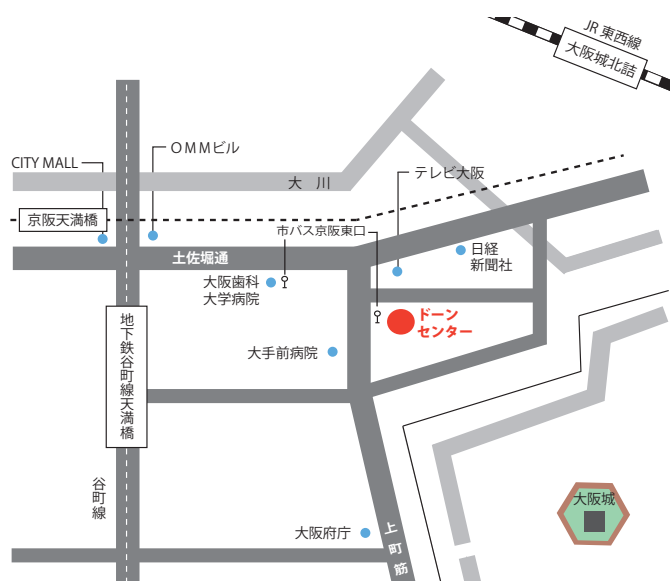 JR 東西線
大阪城北詰
CITY MALL
OMMビル
大 川
テレビ大阪
京阪天満橋
市バス京阪東口
土佐堀通
日経
新聞社
大阪歯科
大学病院
ドーン
センター
地下鉄谷町線天満橋
大手前病院
谷町線
大阪城
大阪府庁
上町筋